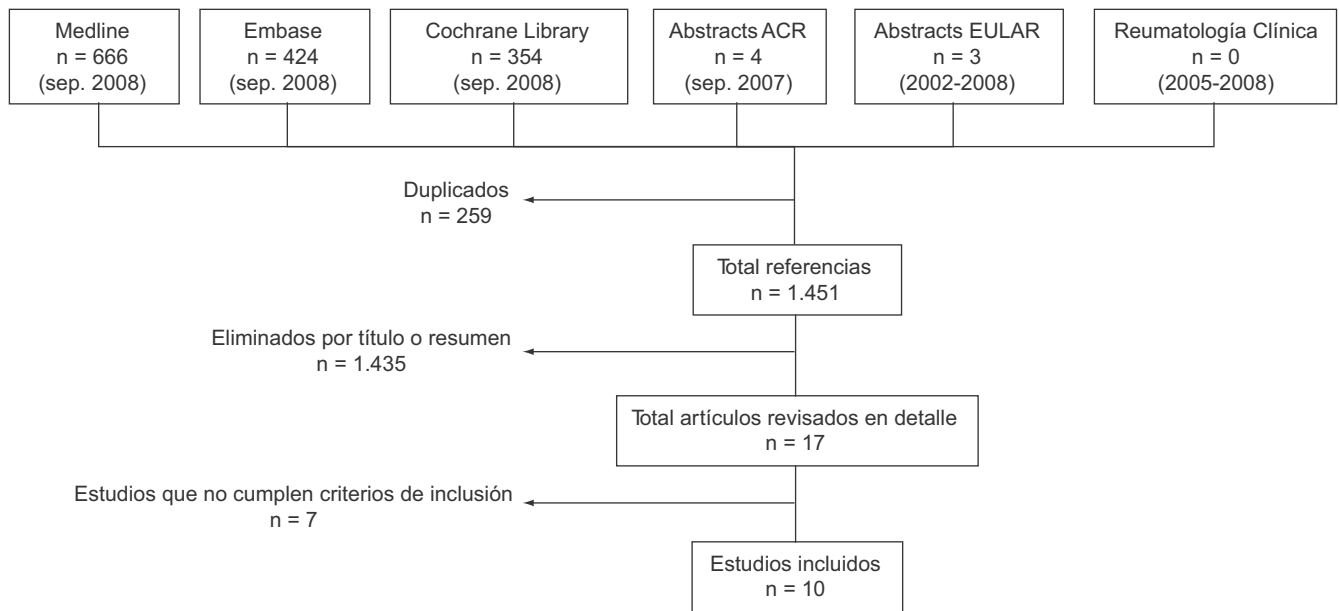 Medline
n = 666
(sep. 2008)
Embase
n = 424
(sep. 2008)
Cochrane Library
n = 354
(sep. 2008)
Abstracts ACR
n = 4
(sep. 2007)
Abstracts EULAR
n = 3
(2002-2008)
Reumatología Clínica
n = 0
(2005-2008)
Duplicados
n = 259
Total referencias
n = 1.451
Eliminados por título o resumen
n = 1.435
Total artículos revisados en detalle
n = 17
Estudios que no cumplen criterios de inclusión
n = 7
Estudios incluidos
n = 10